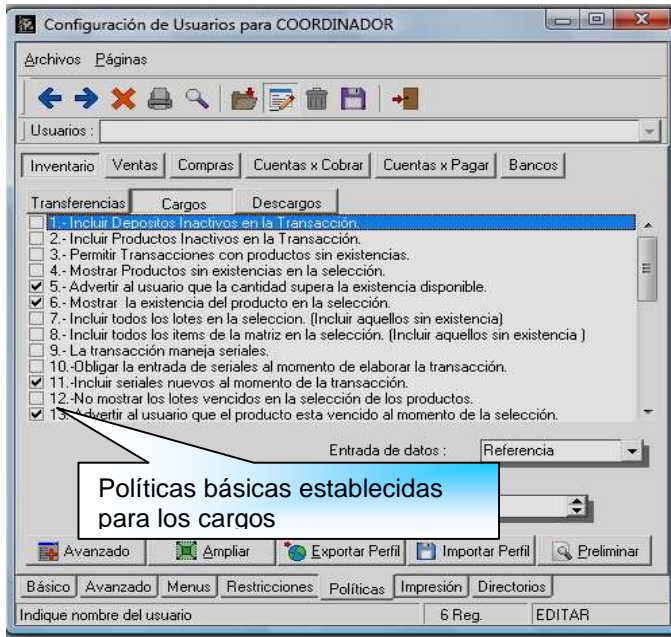 Configuración de Usuarios para COORDINADOR
Archivos Páginas
Usuarios :
Inventario Ventas Compras Cuentas x Cobrar Cuentas x Pagar Bancos
Transferencias Cargos Descargos
1.- Incluir Depositos Inactivos en la Transacción.
2.- Incluir Productos Inactivos en la Transacción.
3.- Permitir Transacciones con productos sin existencias.
4.- Mostrar Productos sin existencias en la selección.
5.- Advertir al usuario que la cantidad supera la existencia disponible.
6.- Mostrar la existencia del producto en la selección.
7.- Incluir todos los lotes en la seleccion. (Incluir aquellos sin existencia)
8.- Incluir todos los items de la matriz en la selección. (Incluir aquellos sin existencia )
9.- La transacción maneja seriales.
10.-Obligar la entrada de seriales al momento de elaborar la transacción.
11.-Incluir seriales nuevos al momento de la transacción.
12.-No mostrar los lotes vencidos en la selección de los productos.
13.-Advertir al usuario que el producto esta vencido al momento de la selección.
Entrada de datos : Referencia
Políticas básicas establecidas
para los cargos
Avanzado Ampliar Exportar Perfil Importar Perfil Preliminar
Básico Avanzado Menus Restricciones Políticas Impresión Directorios
Indique nombre del usuario 6 Reg. EDITAR